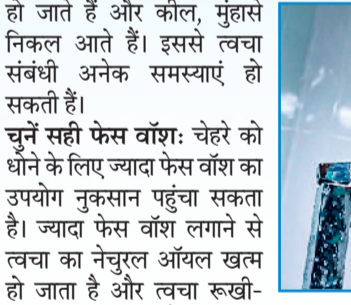 हो जाते हैं और कील, मुंहासे
निकल आते हैं। इससे त्वचा
संबंधी अनेक समस्याएं हो
सकती हैं।
चुनें सही फेस वॉशः चेहरे को
धोने के लिए ज्यादा फेस वॉश का
उपयोग नुकसान पहुंचा सकता
है। ज्यादा फेस वॉश लगाने से
त्वचा का नेचुरल ऑयल खत्म
हो जाता है और त्वचा रूखी-